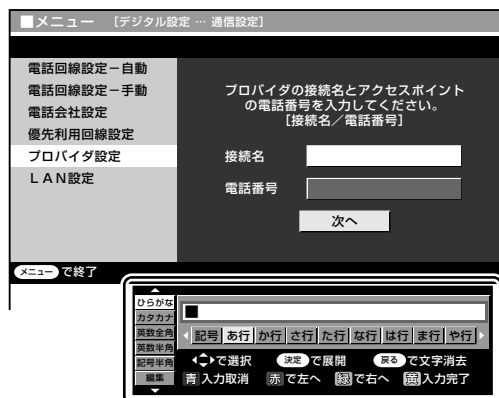 ■メニュー ［デジタル設定 … 通信設定］
電話回線設定－自動
電話回線設定－手動
電話会社設定
優先利用回線設定
プロバイダ設定
ＬＡＮ設定
プロバイダの接続名とアクセスポイント
の電話番号を入力してください。
［接続名／電話番号］
接続名
電話番号
次へ
メニュー で終了
ひらがな
カタカナ
英数全角
英数半角
記号半角
編集
記号 あ行 か行 さ行 た行 な行 は行 ま行 や行
で選択 決定 で展開 戻る で文字消去
青 入力取消 赤 で左へ 緑 で右へ 黄 入力完了